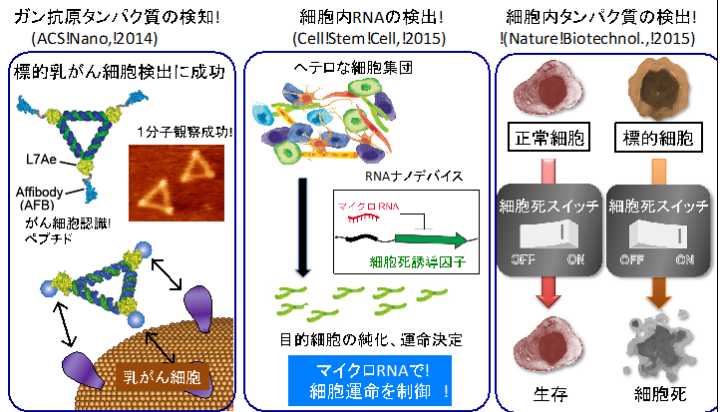 ガン抗原タンパク質の検知!
(ACS!Nano,!2014)
標的乳がん細胞検出に成功
1分子観察成功!
L7Ae
Affibody
(AFB)
がん細胞認識!
ペプチド
乳がん細胞
細胞内RNAの検出!
(Cell!Stem!Cell,!2015)
ヘテロな細胞集団
RNAナノデバイス
マイクロRNA
細胞死誘導因子
目的細胞の純化、運命決定
マイクロRNAで!
細胞運命を制御 !
細胞内タンパク質の検出!
!(Nature!Biotechnol.,!2015)
正常細胞
標的細胞
細胞死スイッチ
細胞死スイッチ
OFF ON
OFF ON
生存
細胞死